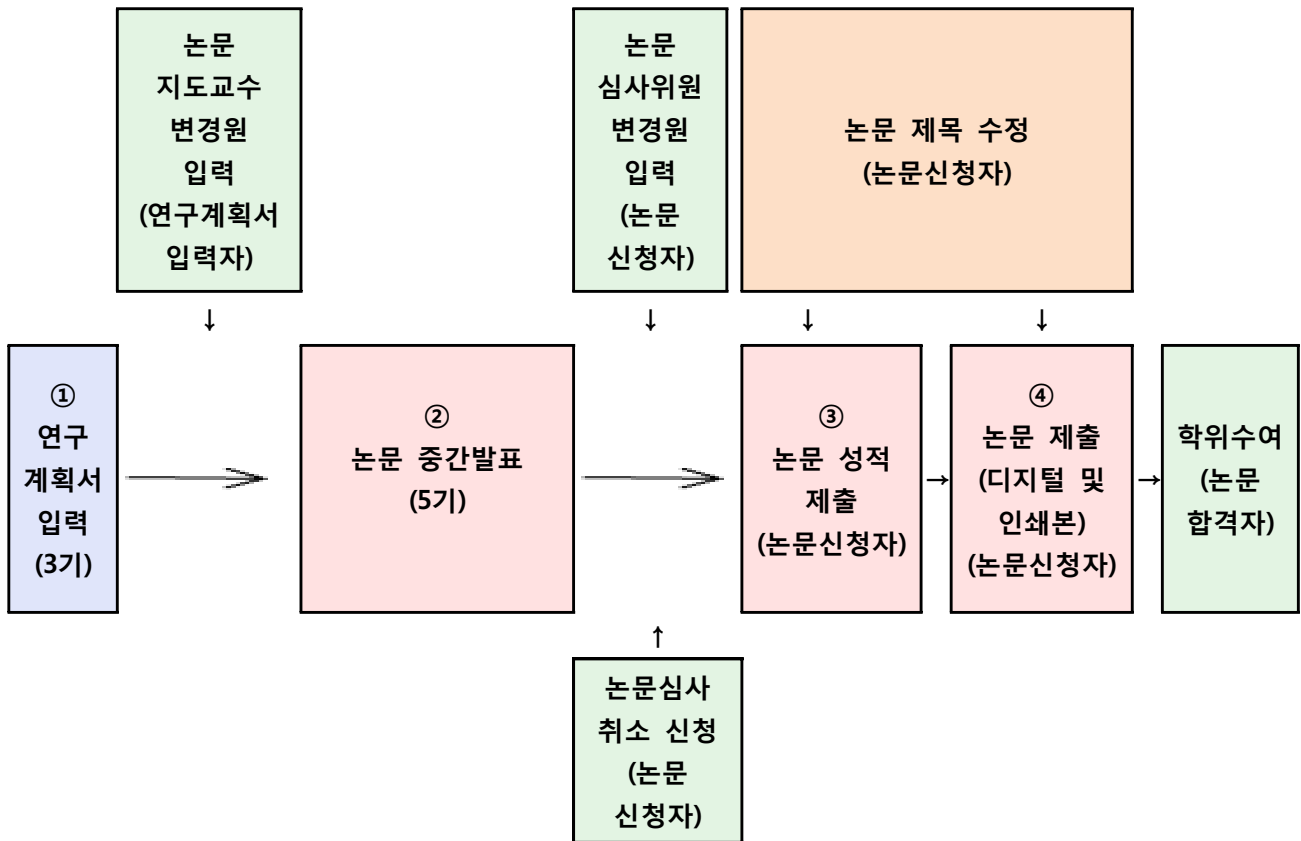 논문
지도교수
변경원
입력
(연구계획서
입력자)
논문
심사위원
변경원
입력
(논문
신청자)
논문 제목 수정
(논문신청자)
↓
↓
↓
↓
①
연구
계획서
입력
(3기)
②
논문 중간발표
(5기)
③
논문 성적
제출
(논문신청자)
→
④
논문 제출
(디지털 및
인쇄본)
(논문신청자)
→
학위수여
(논문
합격자)
↑
논문심사
취소 신청
(논문
신청자)